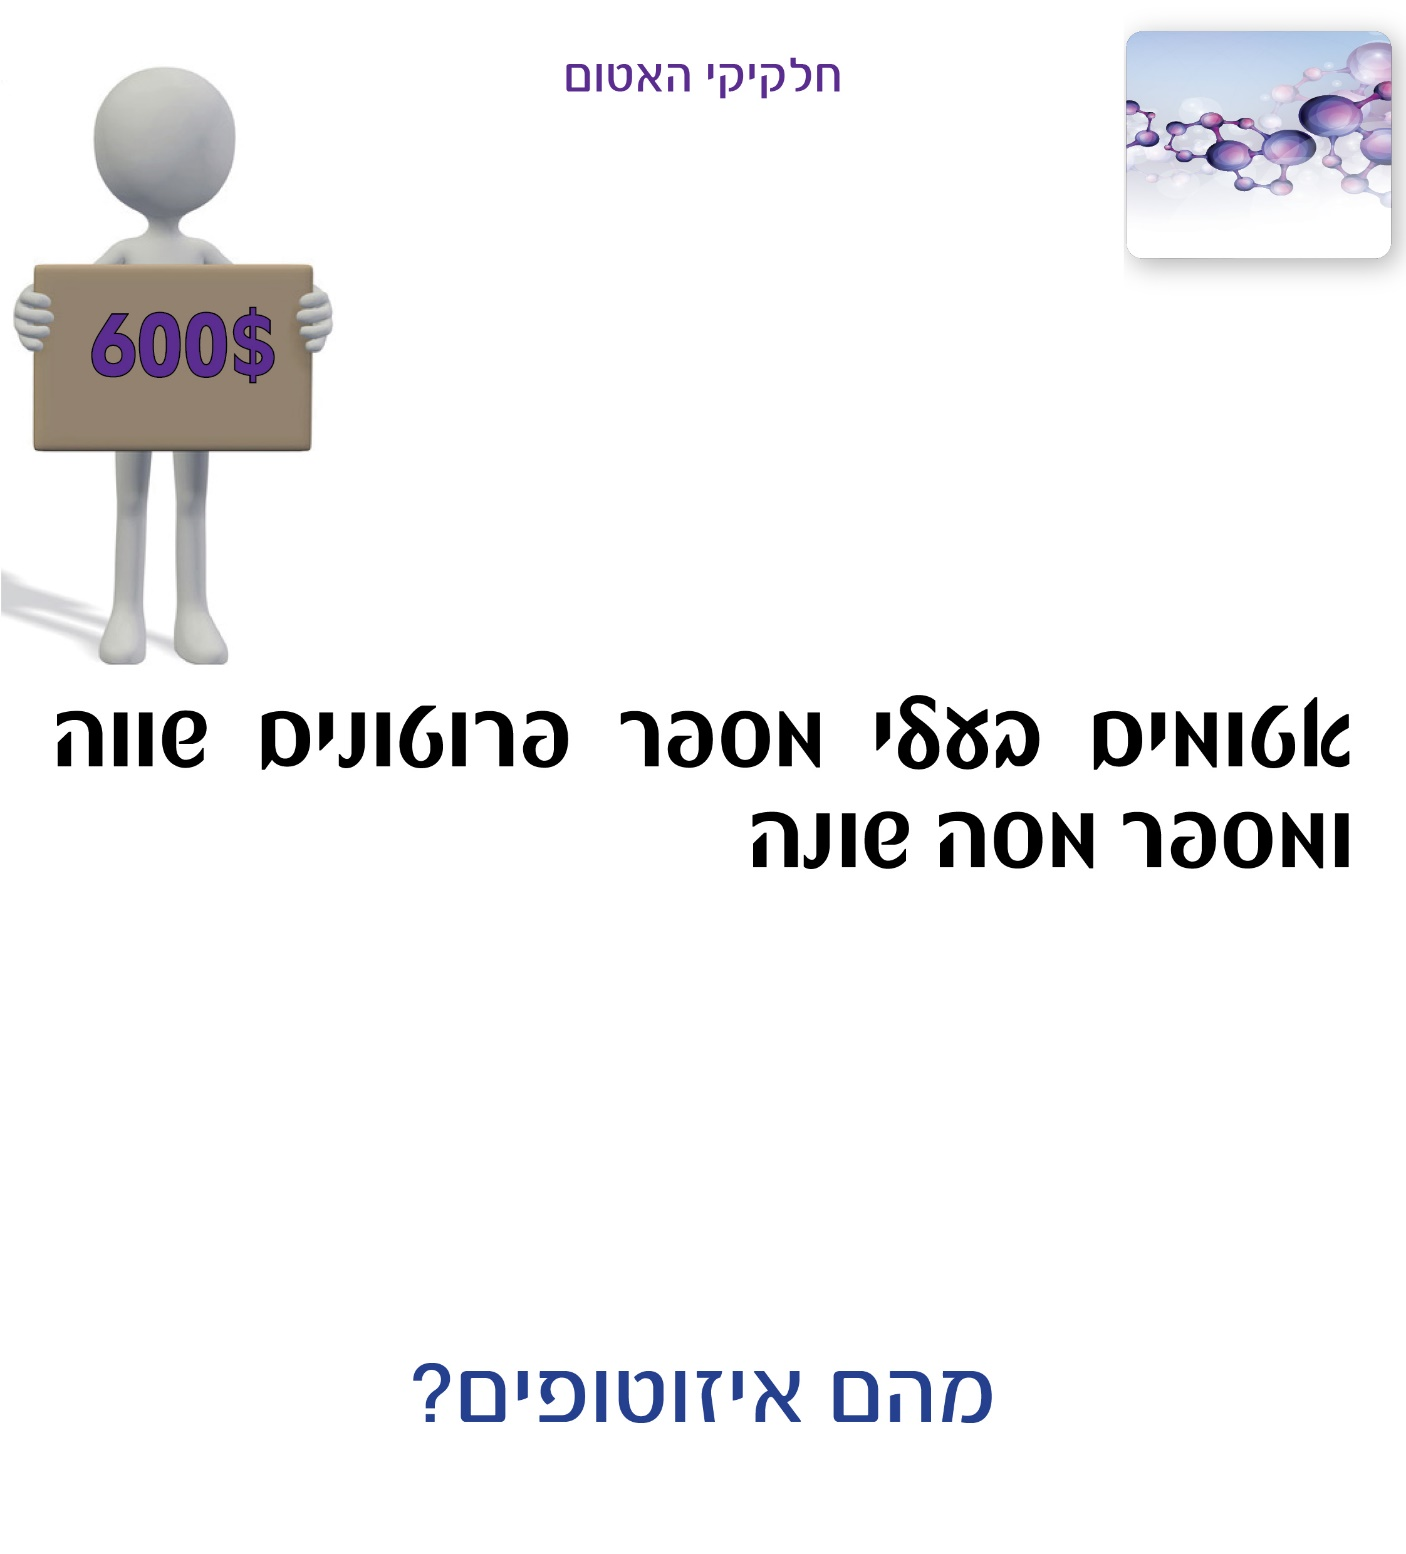 חלקיקי האטום
600$
אטומים בעלי מספר פרוטונים שווה
ומספר מסה שונה
מהם איזוטופים?